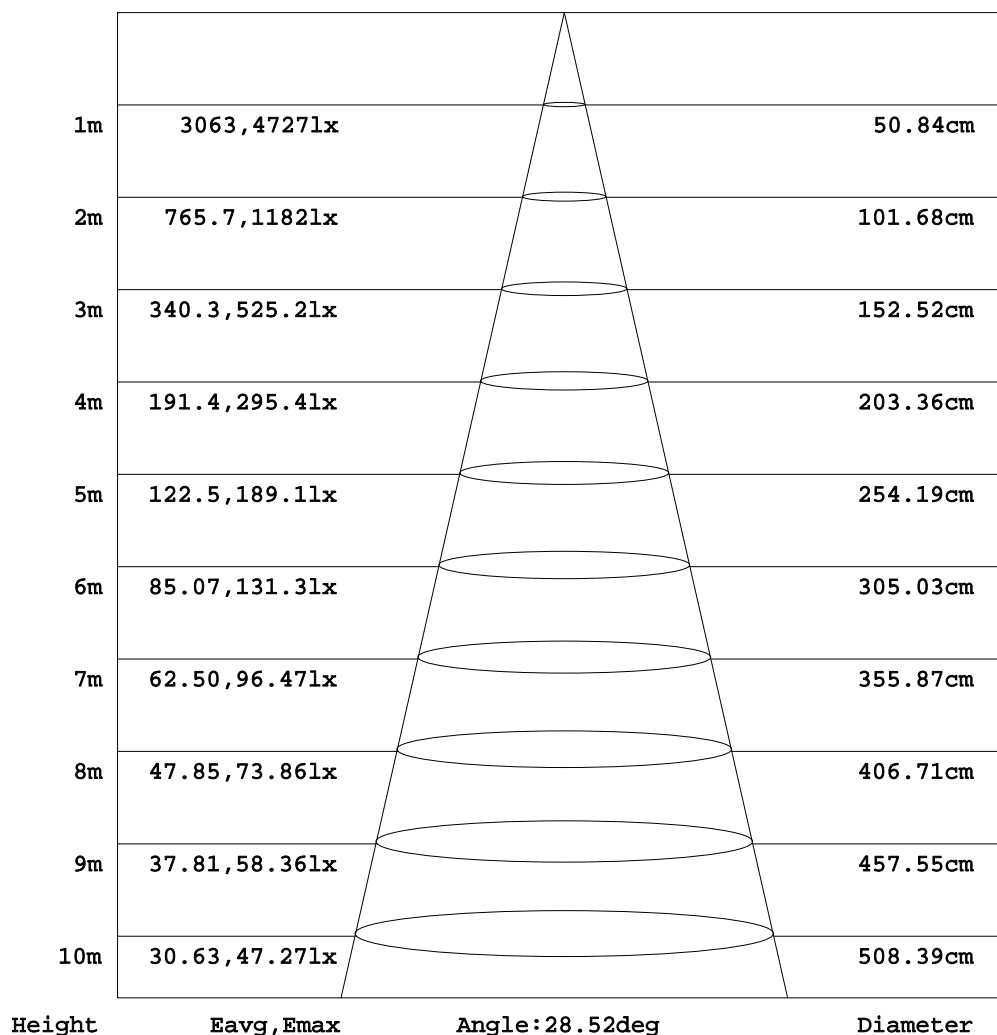 1m 3063,4727lx 50.84cm
2m 765.7,1182lx 101.68cm
3m 340.3,525.2lx 152.52cm
4m 191.4,295.4lx 203.36cm
5m 122.5,189.1lx 254.19cm
6m 85.07,131.3lx 305.03cm
7m 62.50,96.47lx 355.87cm
8m 47.85,73.86lx 406.71cm
9m 37.81,58.36lx 457.55cm
10m 30.63,47.27lx 508.39cm
Height Eavg,Emax Angle:28.52deg Diameter